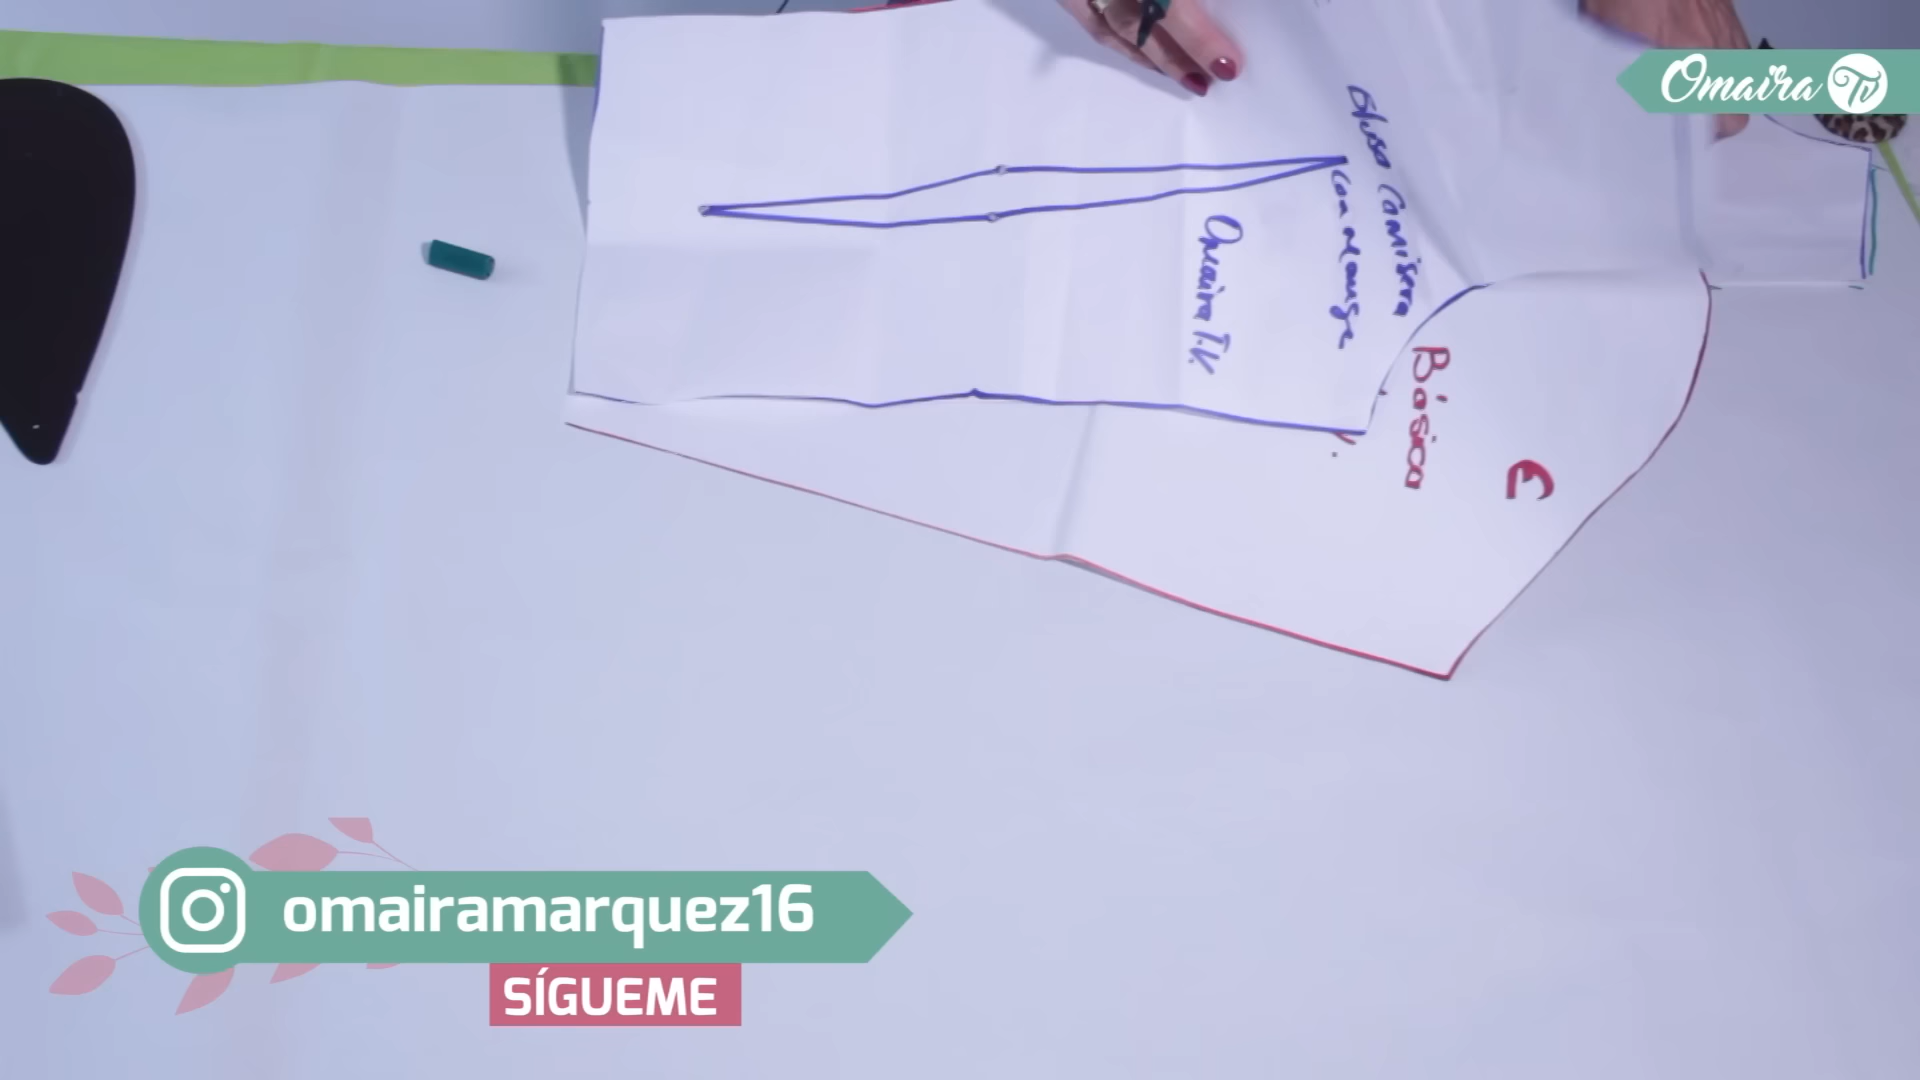 Omaira TV
Blusa Camisera
con manga
Omaira T.V.
Básica
omairamarquez16
SÍGUEME